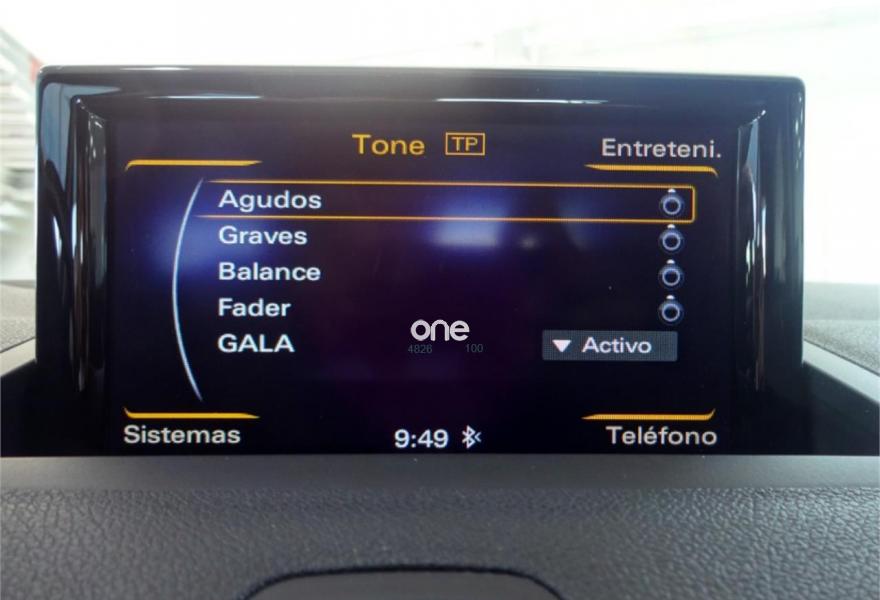 Tone TP
Entreteni.
Agudos
Graves
Balance
Fader
GALA
Activo
one
4826 100
Sistemas
9:49
Teléfono